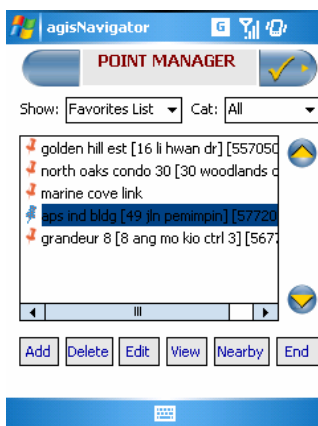 agisNavigator G
POINT MANAGER
Show: Favorites List Cat: All
golden hill est [16 li hwan dr] [55705
north oaks condo 30 [30 woodlands
marine cove link
aps ind bldg [49 jln pemimpin] [57720
grandeur 8 [8 ang mo kio ctrl 3] [567
Add Delete Edit View Nearby End